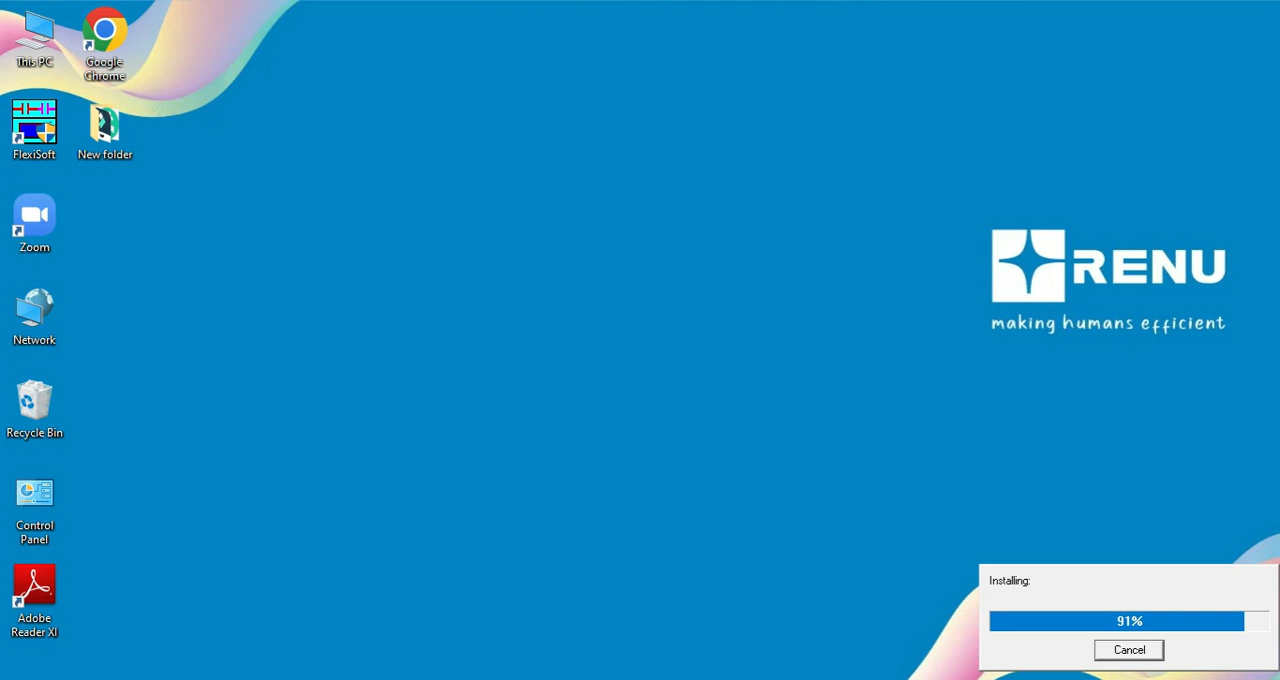 This PC
Google
Chrome
FlexiSoft
New folder
Zoom
Network
Recycle Bin
Control
Panel
Adobe
Reader XI
RENU
making humans efficient
Installing:
91%
Cancel